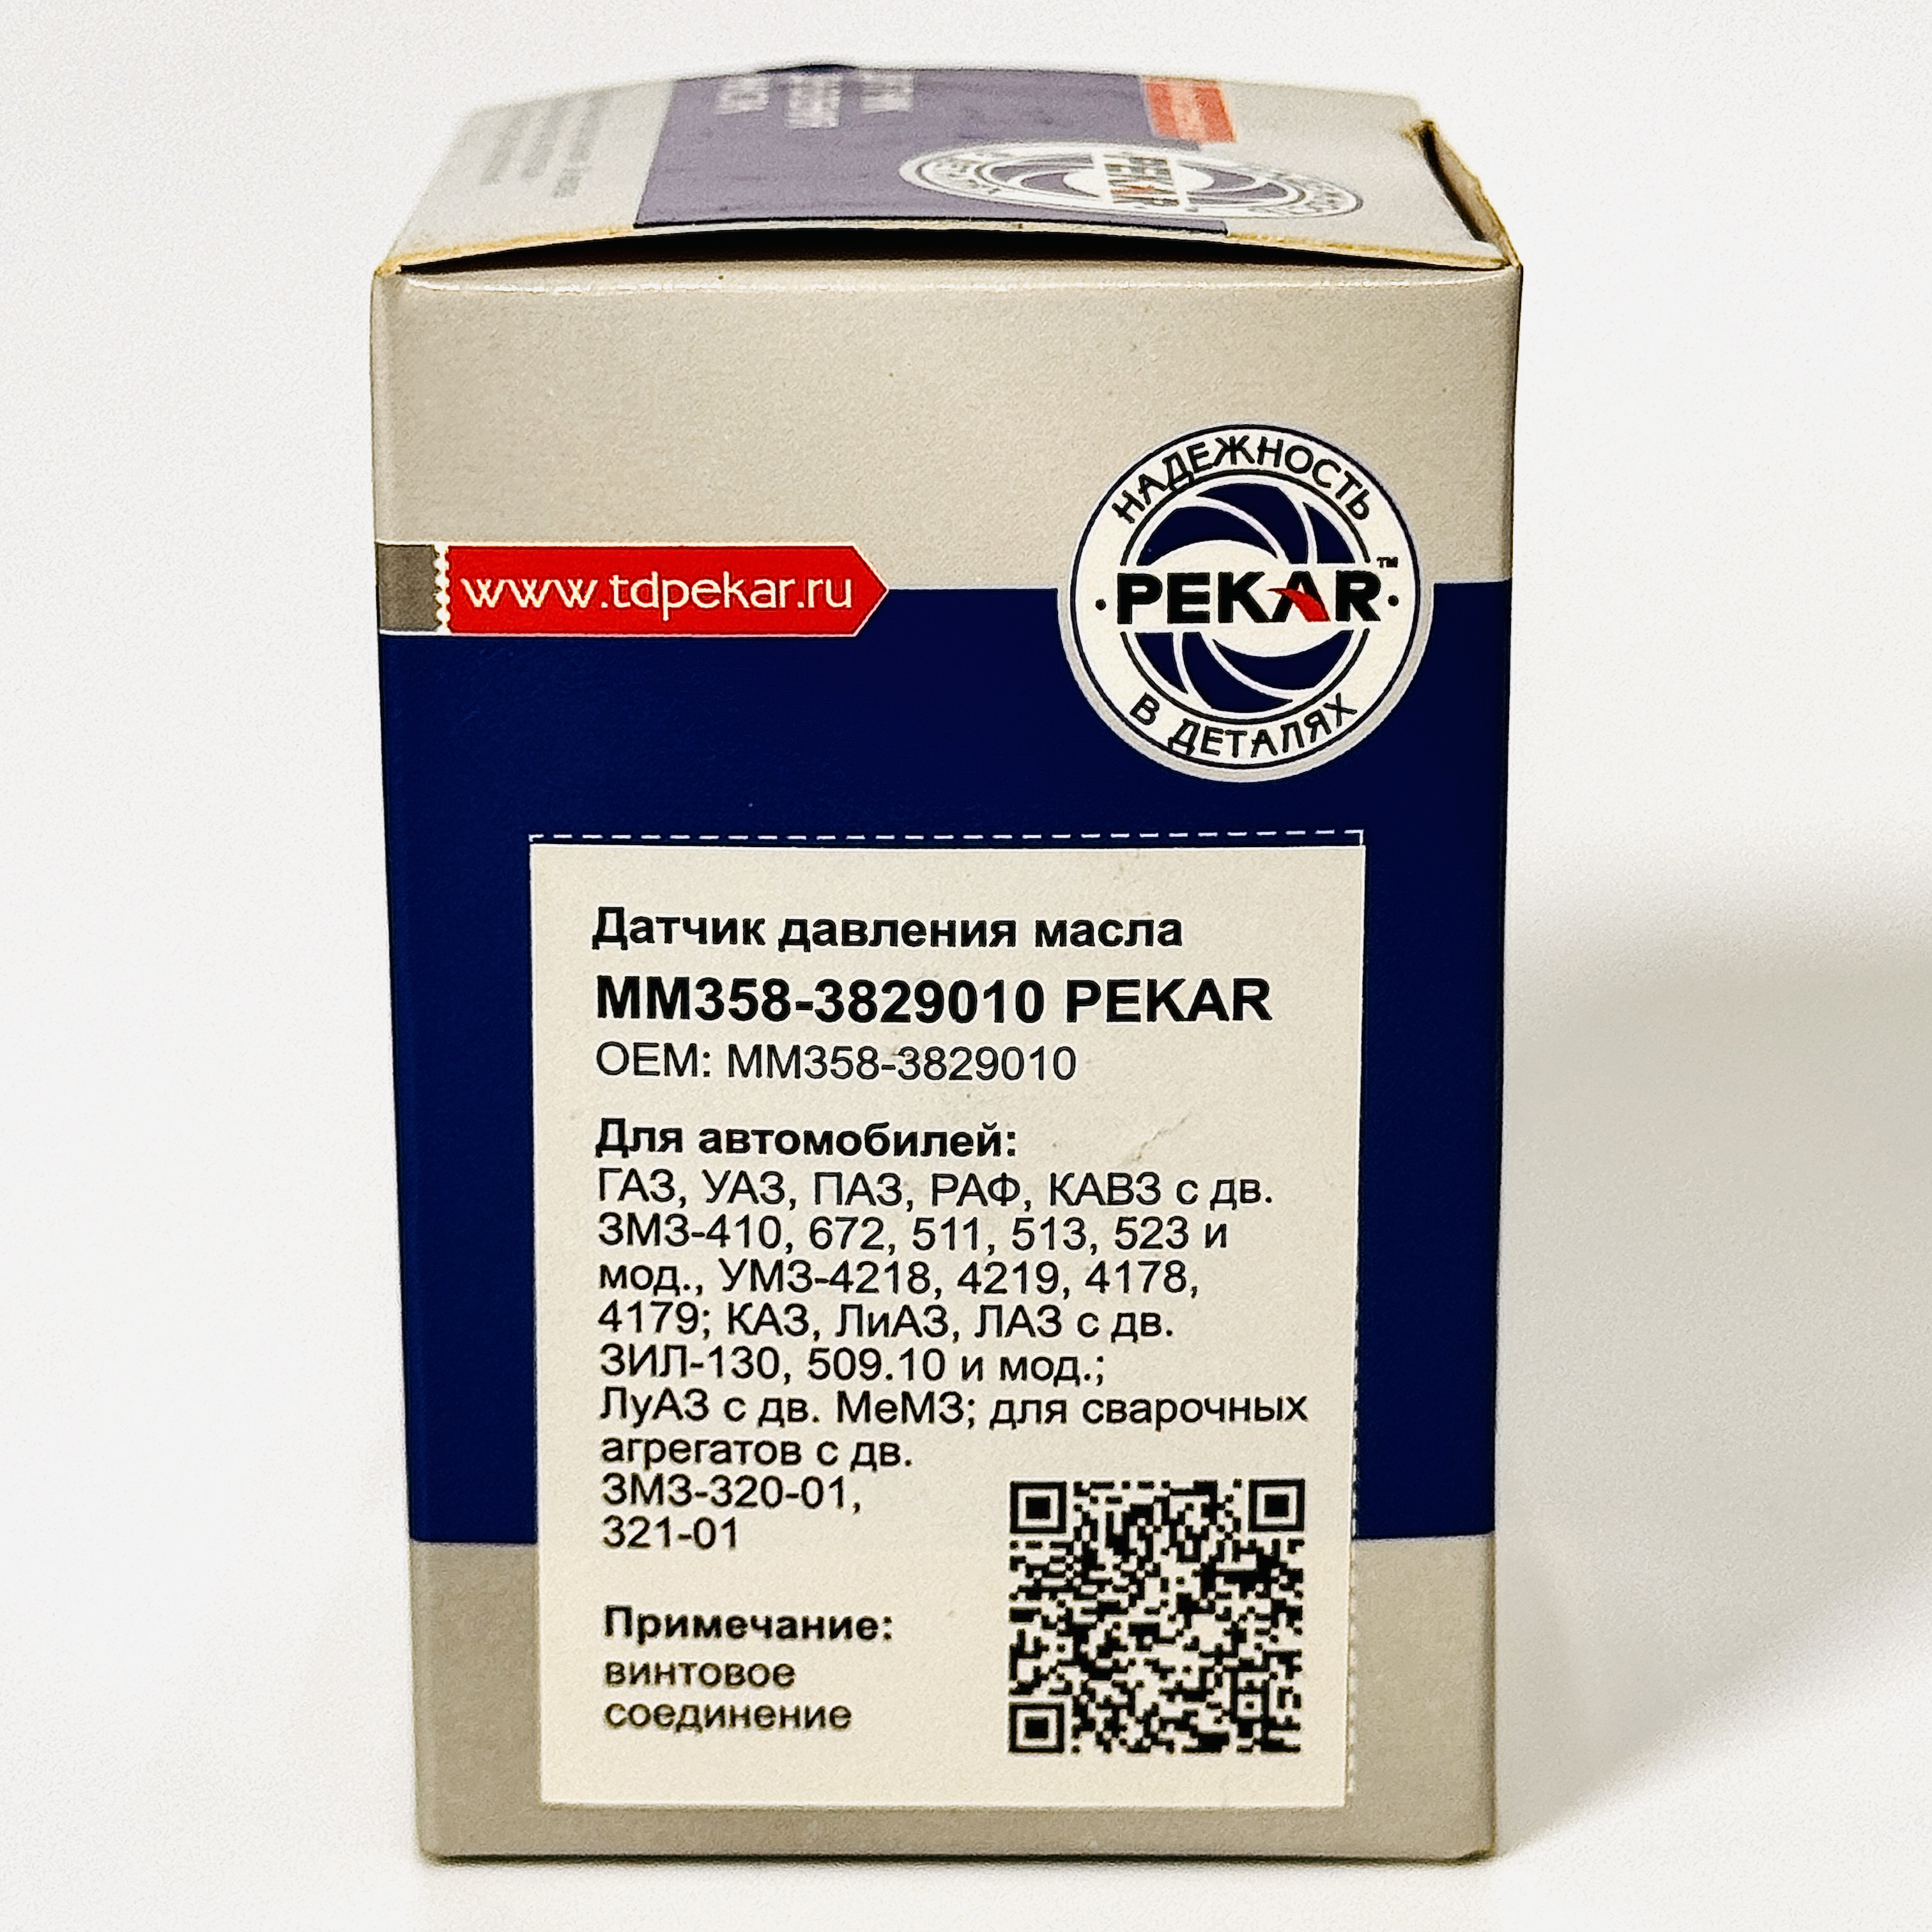 PEKAR
НАДЕЖНОСТЬ
www.tdpekar.ru
PEKAR™
В ДЕТАЛЯХ
Датчик давления масла
ММ358-3829010 PEKAR
OEM: ММ358-3829010
Для автомобилей:
ГАЗ, УАЗ, ПАЗ, РАФ, КАВЗ с дв.
ЗМЗ-410, 672, 511, 513, 523 и
мод., УМЗ-4218, 4219, 4178,
4179; КАЗ, ЛиАЗ, ЛАЗ с дв.
ЗИЛ-130, 509.10 и мод.;
ЛуАЗ с дв. МеМЗ; для сварочных
агрегатов с дв.
ЗМЗ-320-01,
321-01
Примечание:
винтовое
соединение